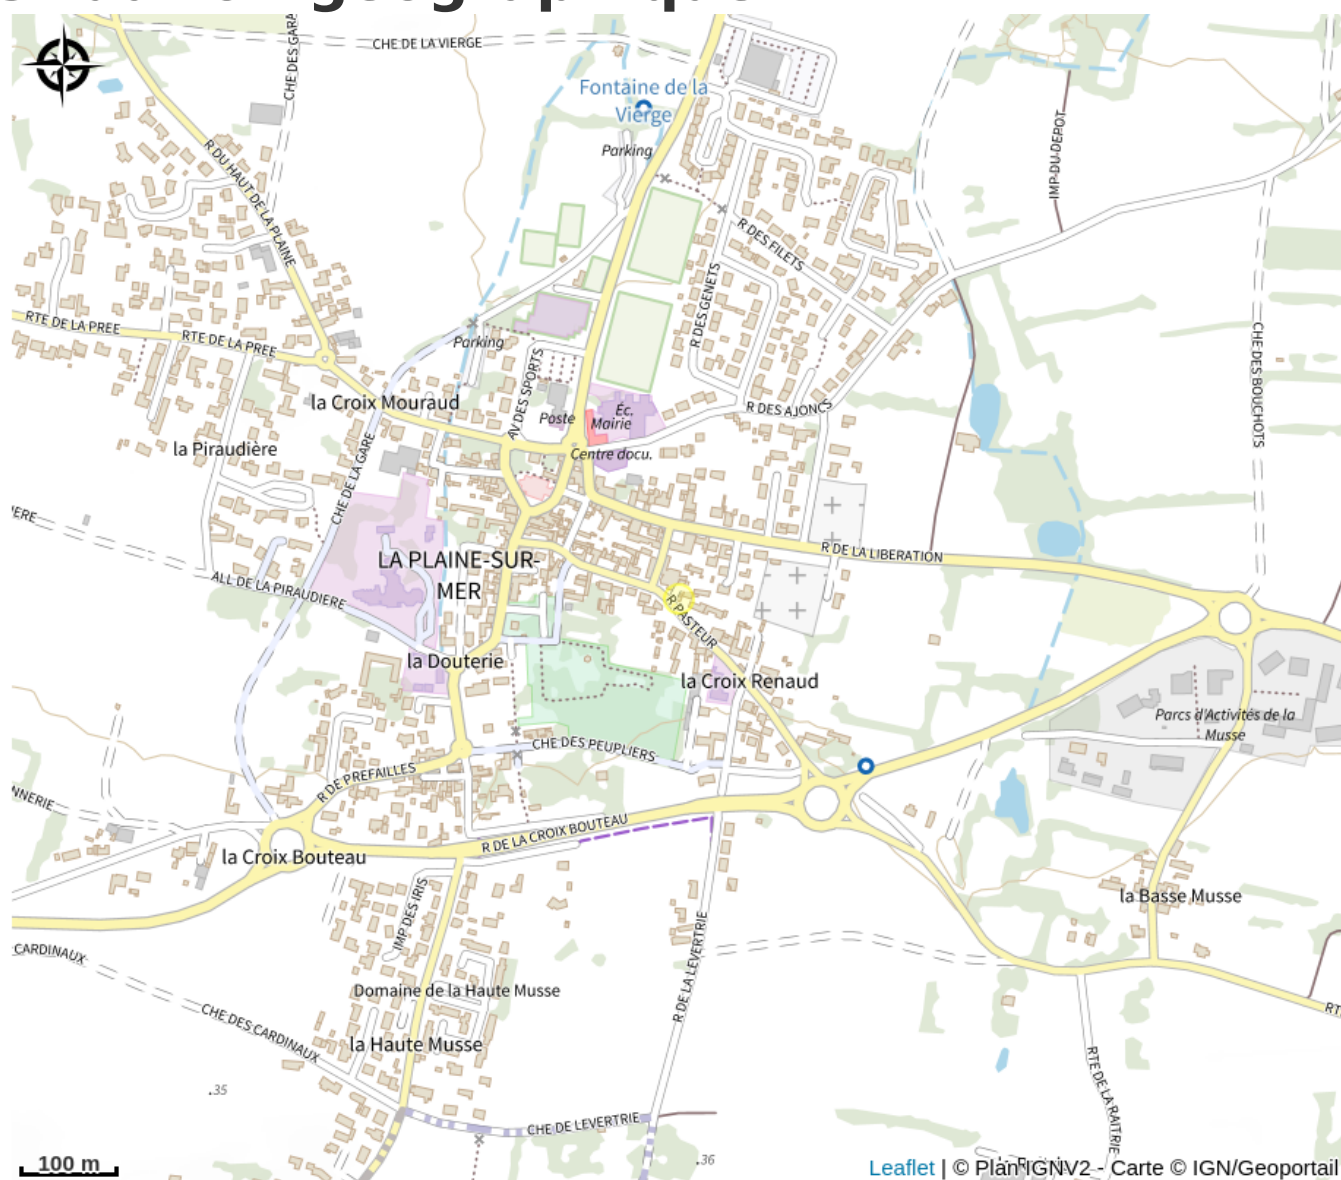 CHE DE LA VIERGE
CHE DES GARA
Fontaine de la
Vierge
Parking
IMP DU DEPOT
R DU HAUT DE LA PLAINE
R DES FILETS
R DES GENETS
RTE DE LA PREE
RTE DE LA PREE
Parking
AV DES SPORTS
CHE DES BOUCHOTS
la Croix Mouraud
Poste
Éc.
Mairie
R DES AJONCS
la Piraudière
Centre docu.
CHE DE LA GARE
IERE
LA PLAINE-SUR-
MER
R DE LA LIBERATION
ALL DE LA PIRAUDIERE
R PASTEUR
la Douterie
la Croix Renaud
Parcs d'Activités de la
Musse
CHE DES PEUPLIERS
R DE PREFAILLES
NNERIE
R DE LA CROIX BOUTEAU
la Croix Bouteau
IMP DES IRIS
la Basse Musse
CARDINAUX
R DE LA LEVERTRIE
Domaine de la Haute Musse
RT
CHE DES CARDINAUX
la Haute Musse
RTE DE LA RAITRIE
.35
CHE DE LEVERTRIE
.36
100 m
Leaflet | © PlanIGNV2 - Carte © IGN/Geoportail